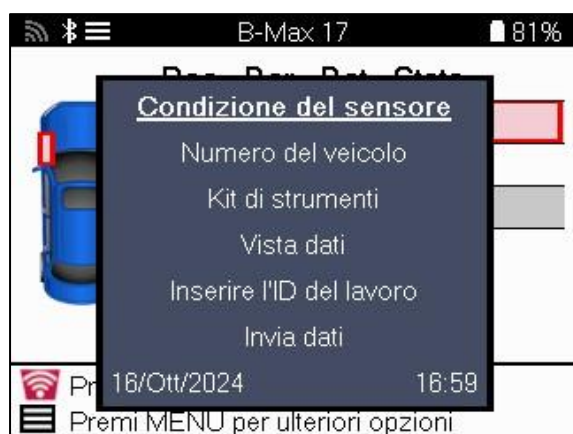 B-Max 17 81%
Condizione del sensore
Numero del veicolo
Kit di strumenti
Vista dati
Inserire l'ID del lavoro
Invia dati
16/Ott/2024 16:59
Premi MENU per ulteriori opzioni